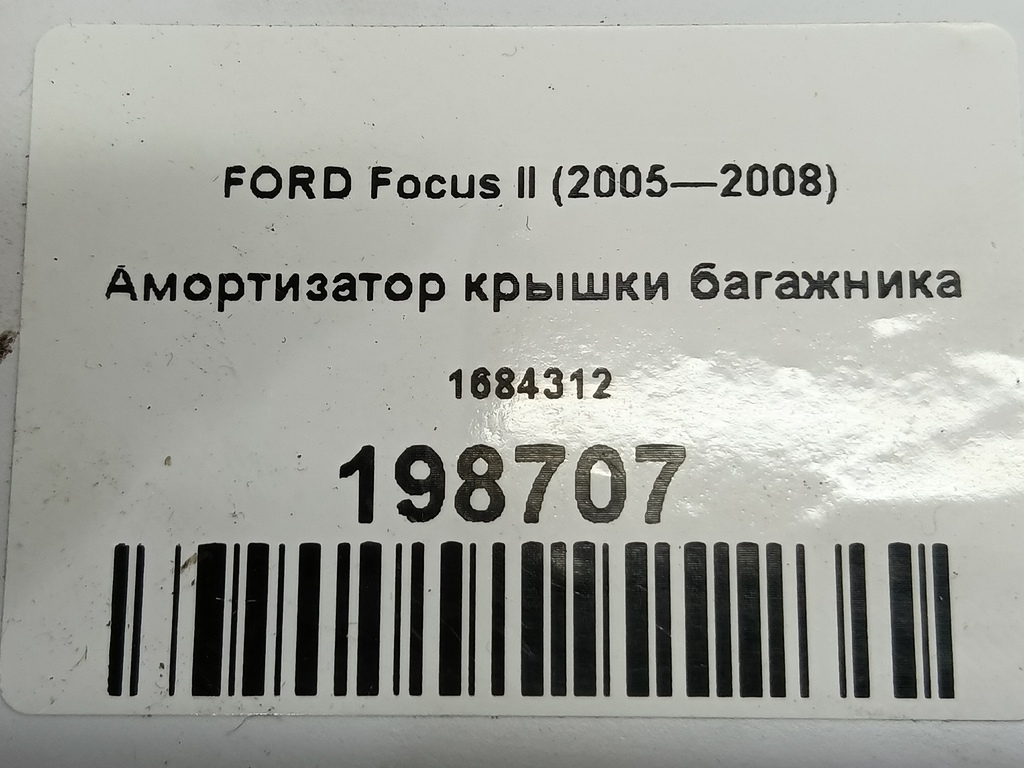 FORD Focus II (2005—2008)
Амортизатор крышки багажника
1684312
198707